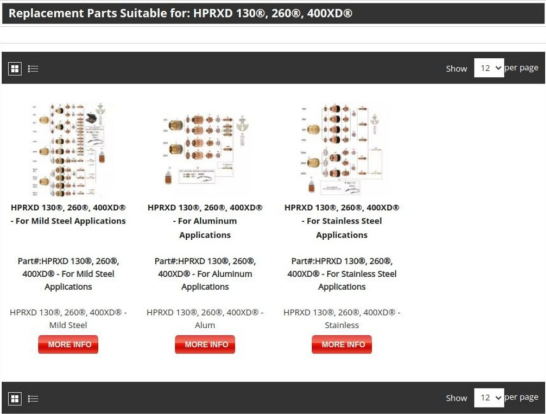 Replacement Parts Suitable for: HPRXD 130®, 260®, 400XD®
Show 12 per page
HPRXD 130®, 260®, 400XD®
- For Mild Steel Applications
Part#:HPRXD 130®, 260®,
400XD® - For Mild Steel
Applications
HPRXD 130®, 260®, 400XD® -
Mild Steel
MORE INFO
HPRXD 130®, 260®, 400XD®
- For Aluminum
Applications
Part#:HPRXD 130®, 260®,
400XD® - For Aluminum
Applications
HPRXD 130®, 260®, 400XD® -
Alum
MORE INFO
HPRXD 130®, 260®, 400XD®
- For Stainless Steel
Applications
Part#:HPRXD 130®, 260®,
400XD® - For Stainless Steel
Applications
HPRXD 130®, 260®, 400XD® -
Stainless
MORE INFO
Show 12 per page